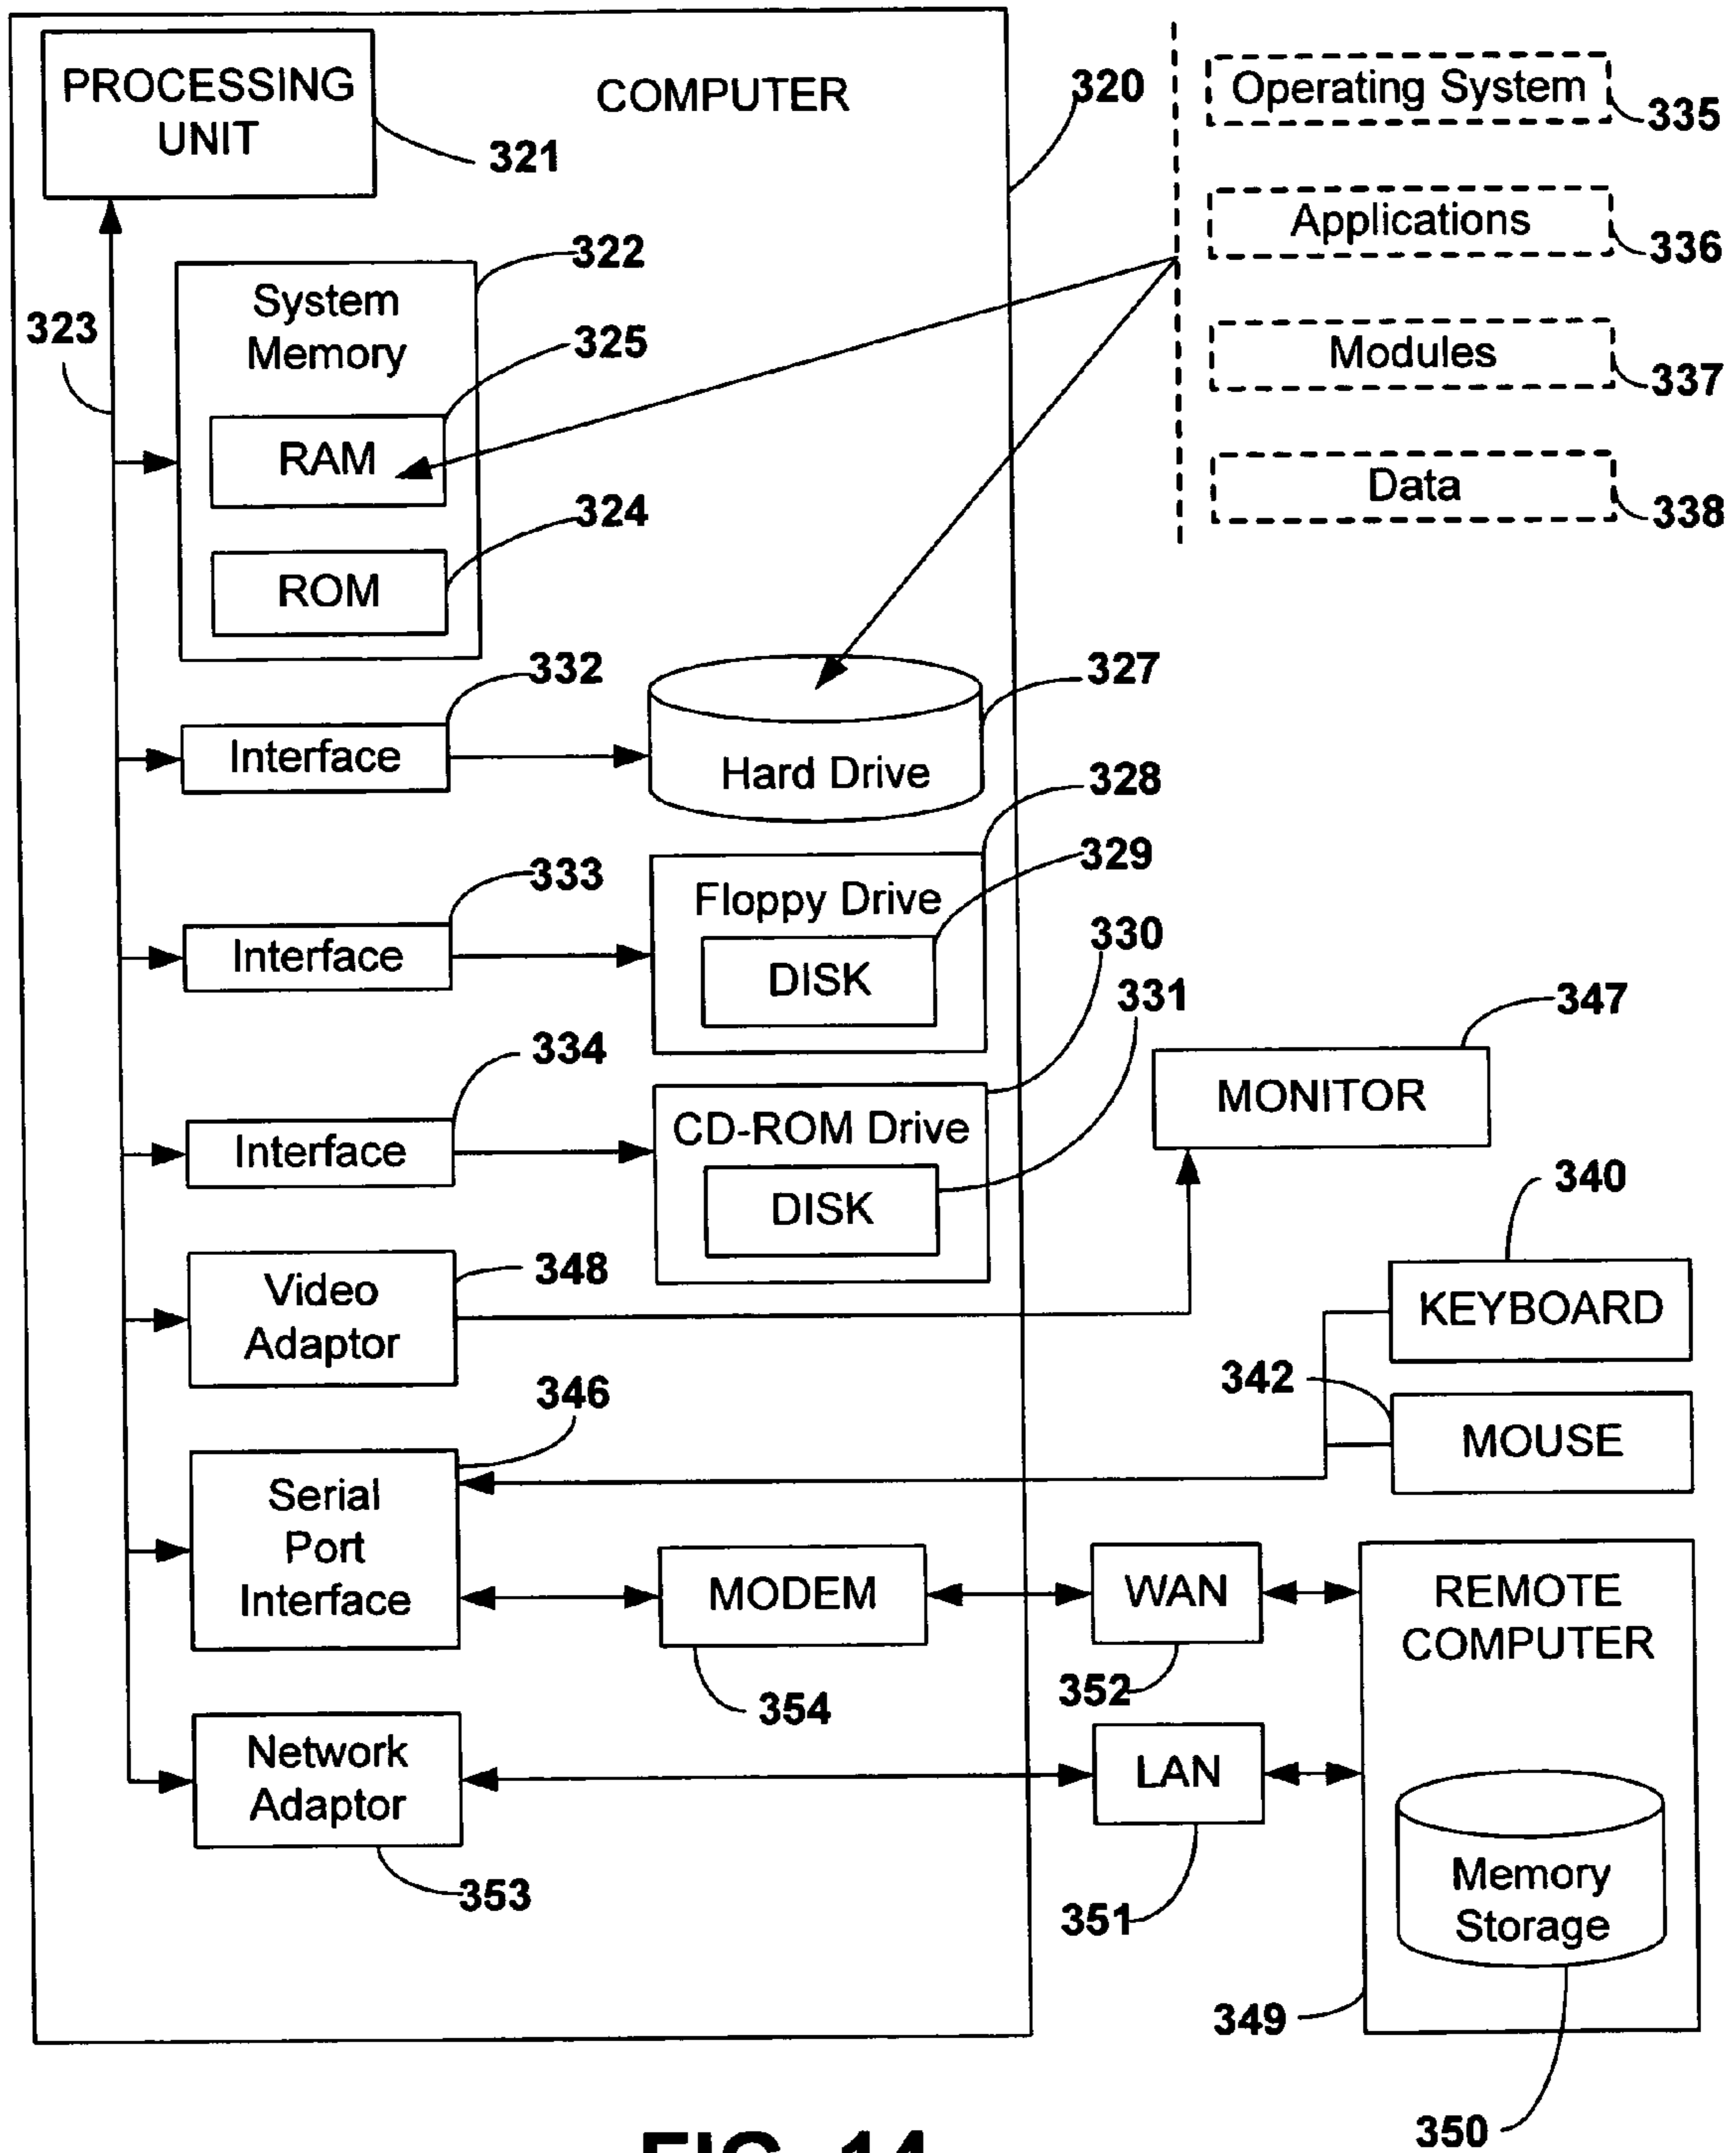 PROCESSING
UNIT
321
COMPUTER
320
Operating System
335
Applications
336
Modules
337
Data
338
322
System
Memory
323
325
RAM
324
ROM
332
Interface
327
Hard Drive
328
333
Interface
Floppy Drive
329
DISK
330
331
334
Interface
CD-ROM Drive
DISK
347
MONITOR
340
KEYBOARD
342
MOUSE
348
Video
Adaptor
346
Serial
Port
Interface
MODEM
354
WAN
352
REMOTE
COMPUTER
Network
Adaptor
353
LAN
351
Memory
Storage
349
350
FIG. 14